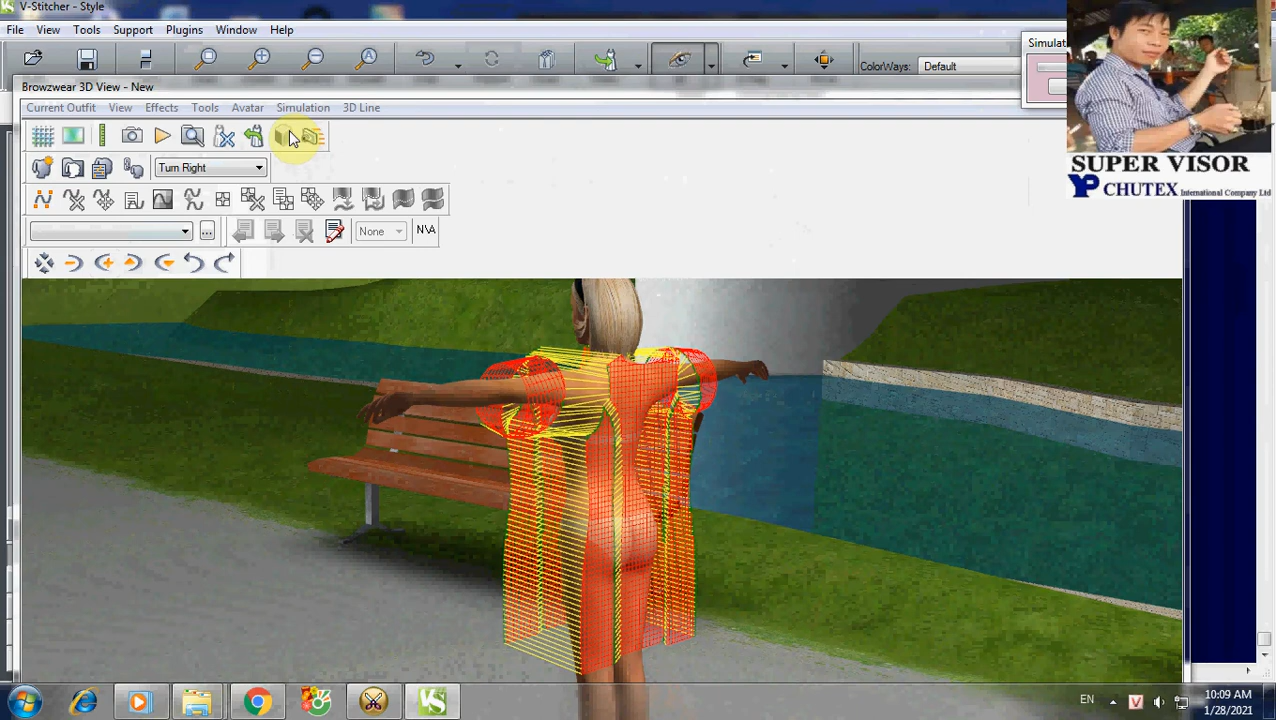 V-Stitcher - Style
File View Tools Support Plugins Window Help
ColorWays: Default
Simulat
Browzwear 3D View - New
Current Outfit View Effects Tools Avatar Simulation 3D Line
Turn Right
None N\A
SUPER VISOR
YP CHUTEX International Company Ltd
EN
10:09 AM
1/28/2021